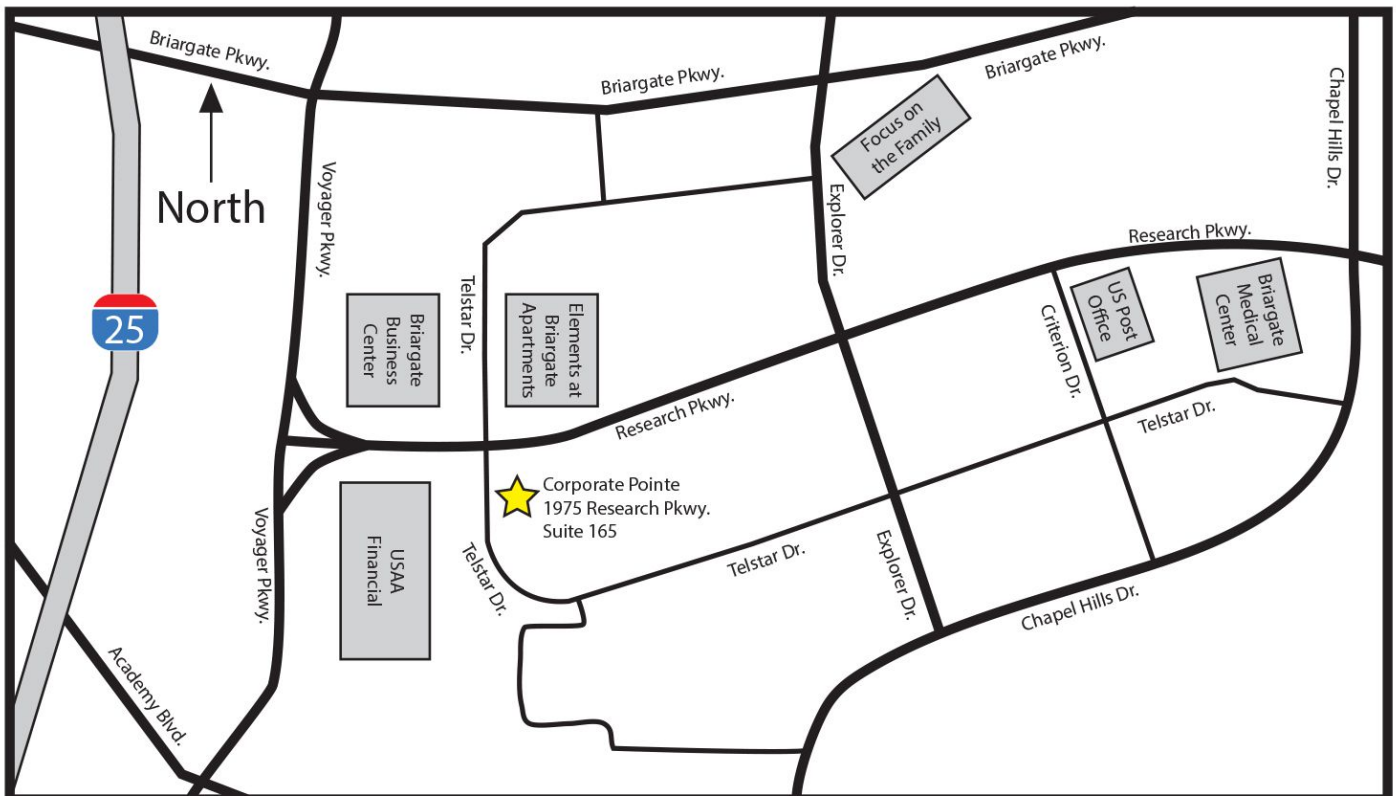 Briargate Pkwy.
Briargate Pkwy.
Briargate Pkwy.
North
25
Voyager Pkwy.
Focus on
the Family
Chapel Hills Dr.
Explorer Dr.
Research Pkwy.
Telstar Dr.
Briargate
Business
Center
Elements at
Briargate
Apartments
US Post
Office
Briargate
Medical
Center
Criterion Dr.
Research Pkwy.
Telstar Dr.
Corporate Pointe
1975 Research Pkwy.
Suite 165
Voyager Pkwy.
USAA
Financial
Telstar Dr.
Telstar Dr.
Explorer Dr.
Chapel Hills Dr.
Academy Blvd.